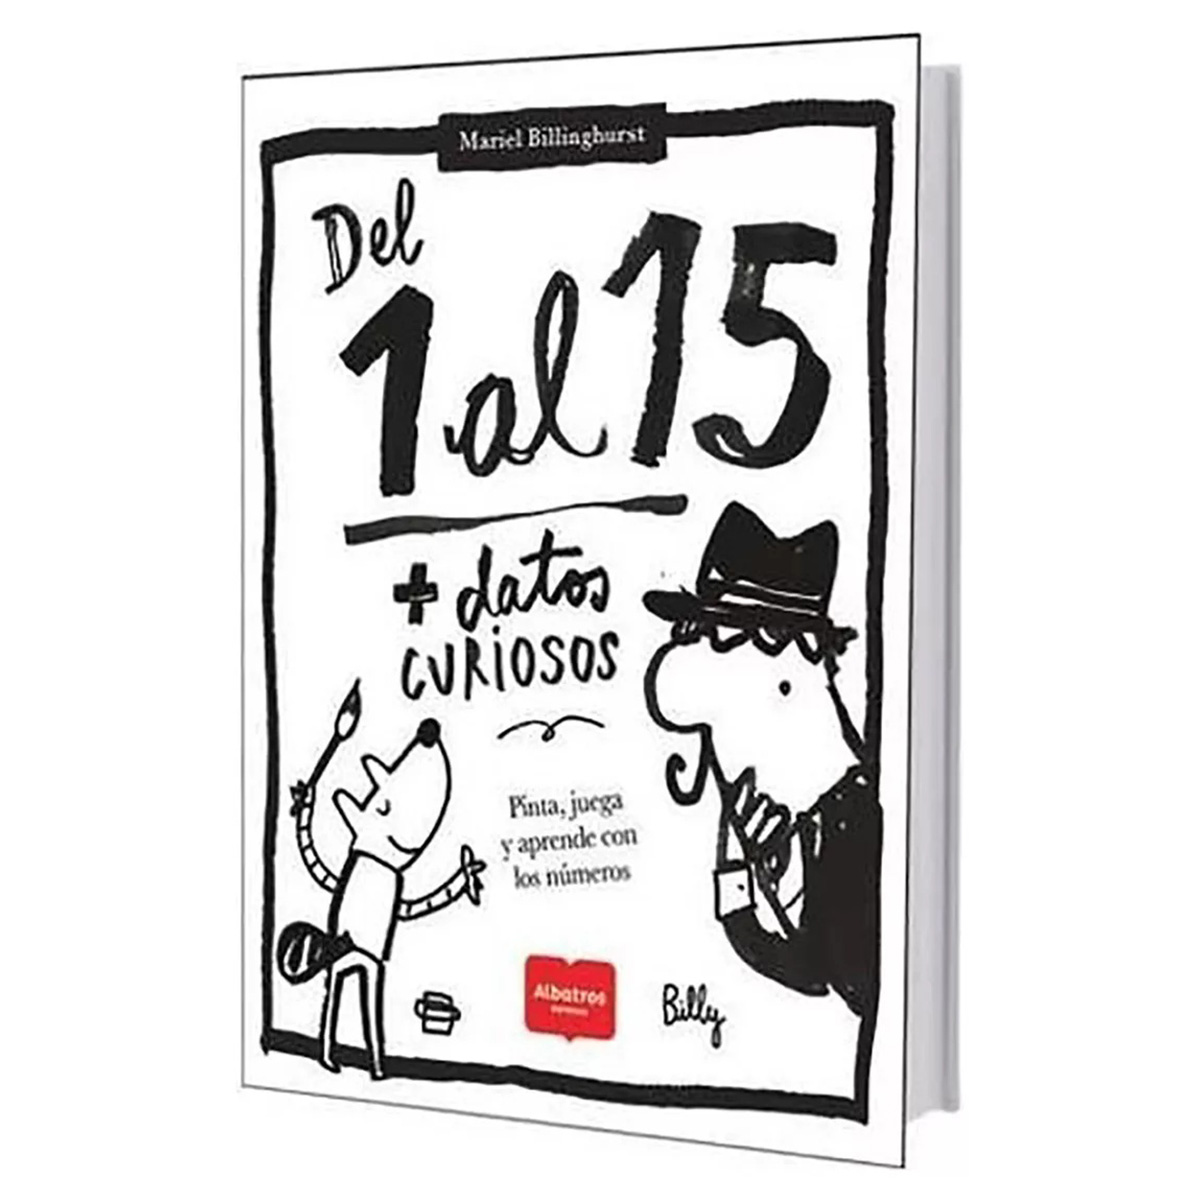 Mariel Billinghurst
Del
1 al 15
+ datos
CURIOSOS
Pinta, juega
y aprende con
los números
Albatros
Billy